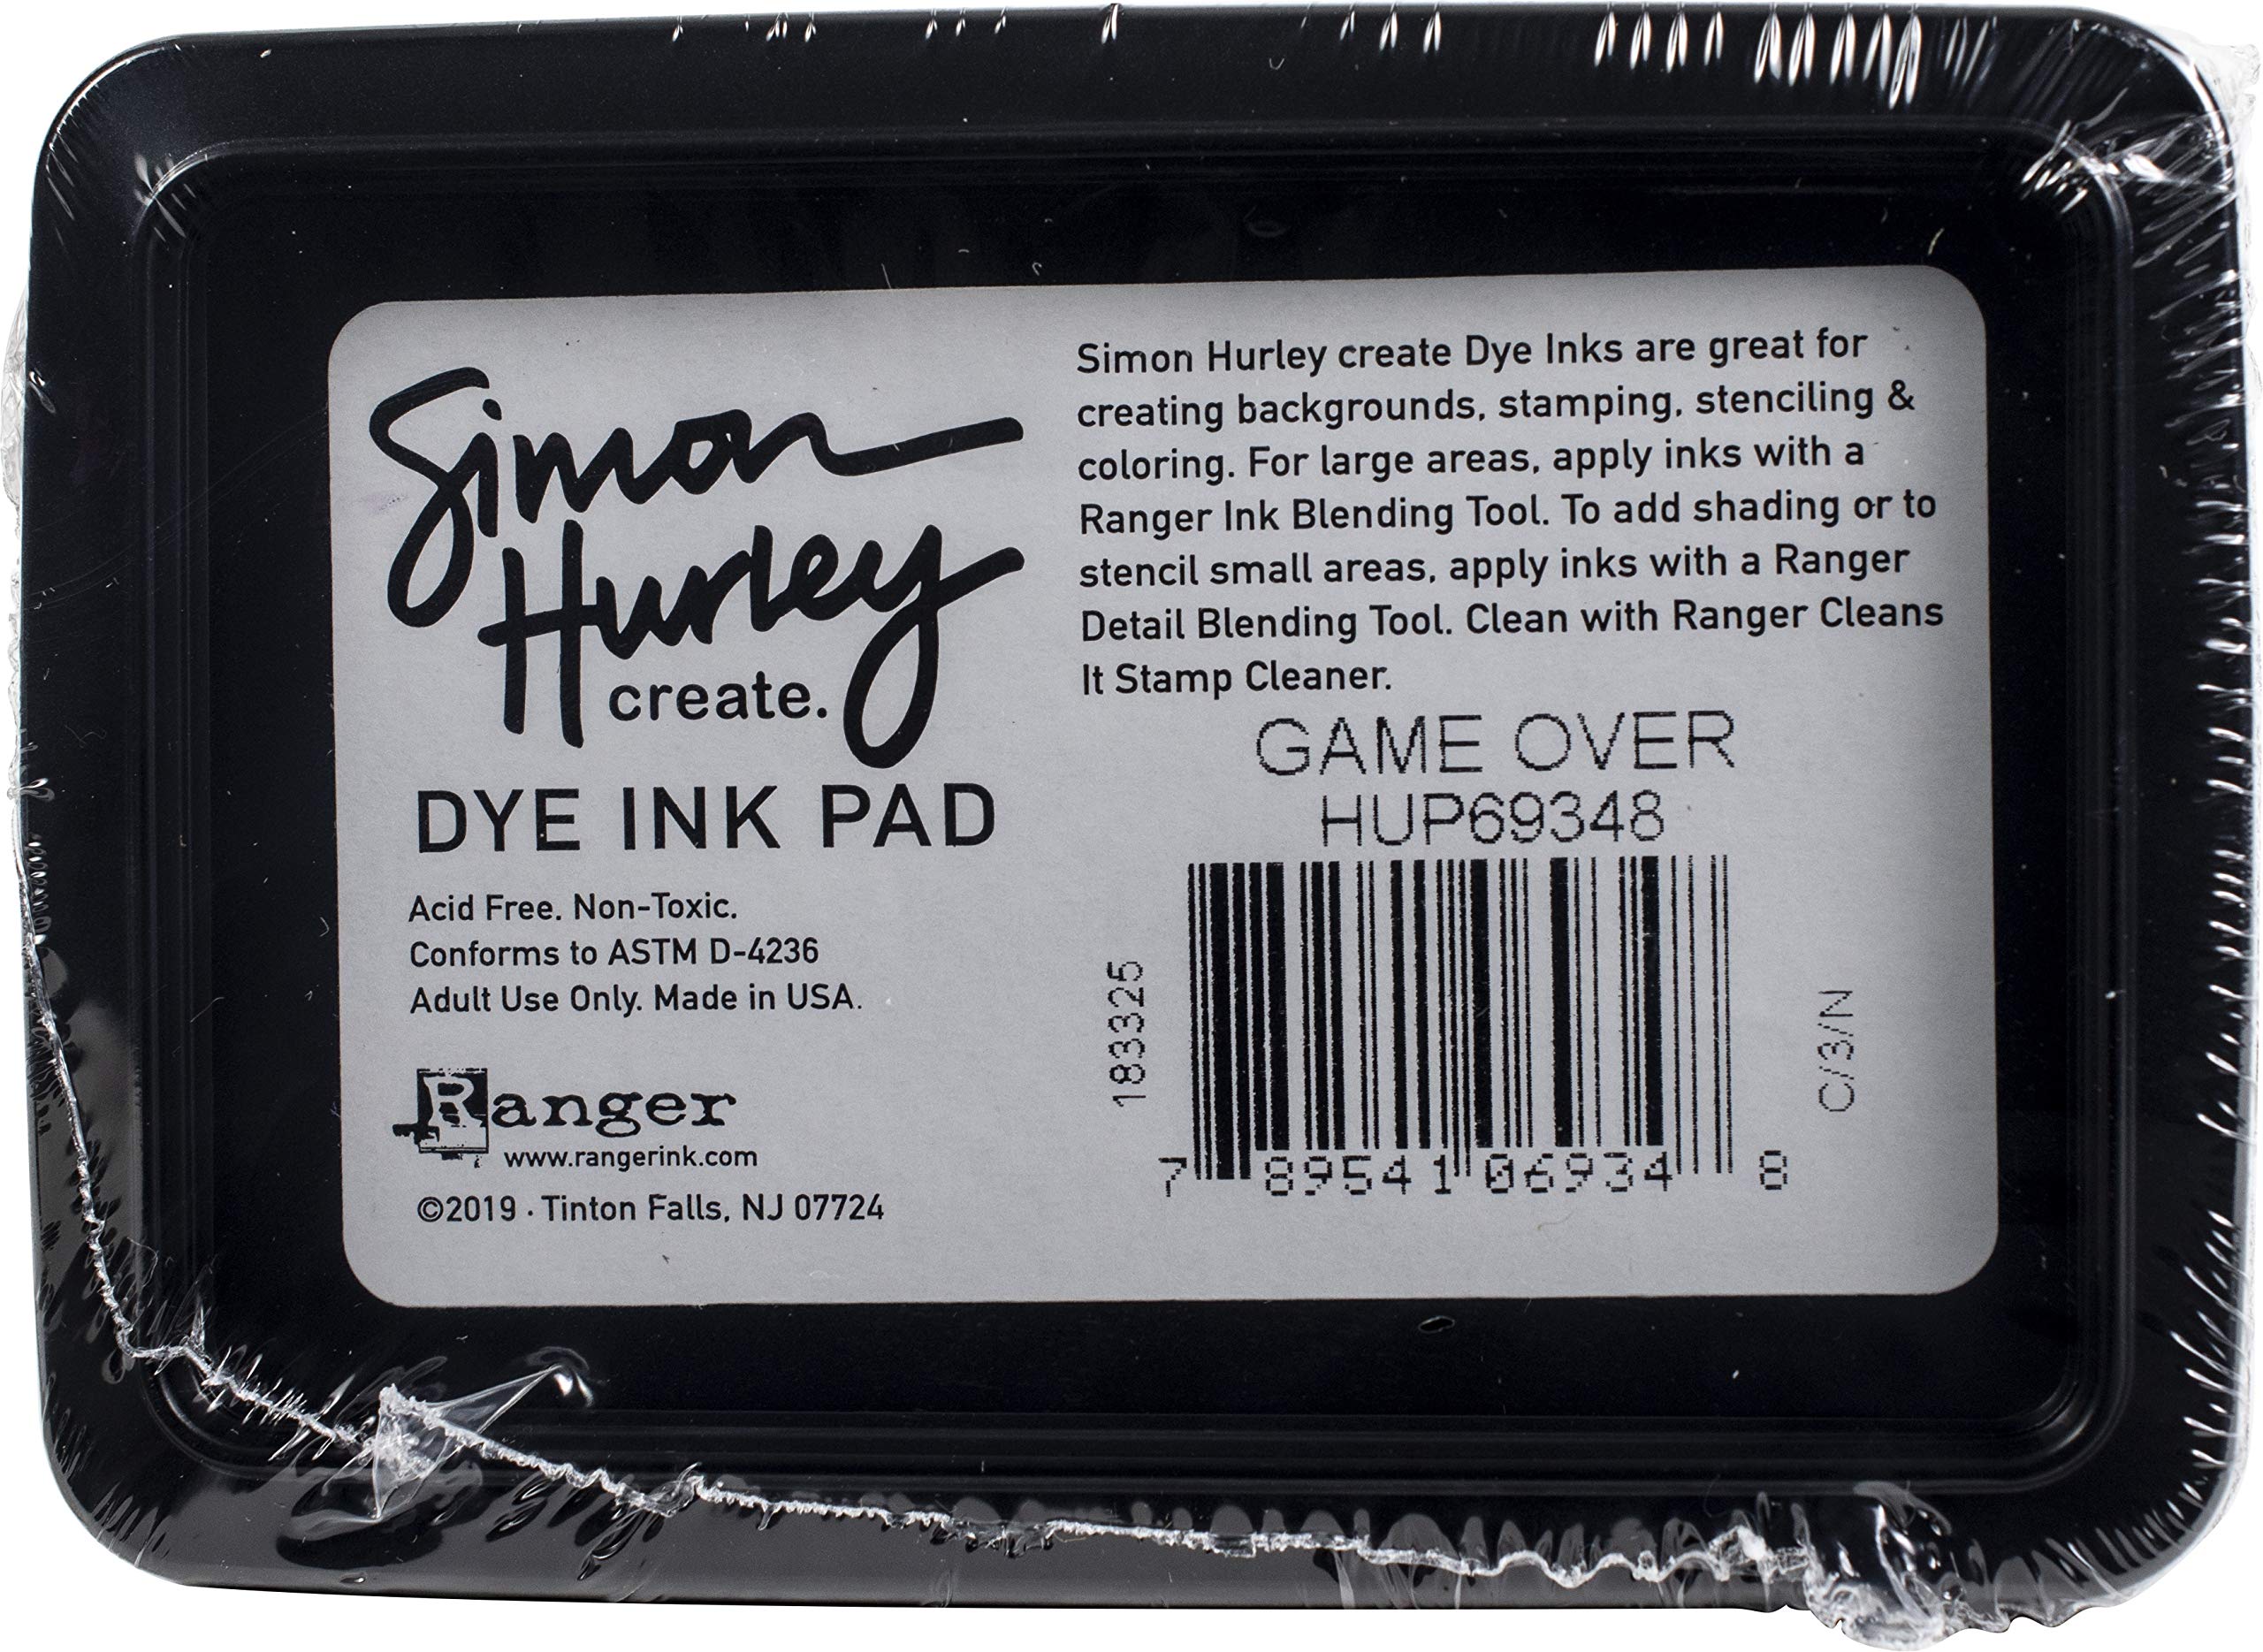 Simon
Hurley
create.
DYE INK PAD
Acid Free. Non-Toxic.
Conforms to ASTM D-4236
Adult Use Only. Made in USA.
Ranger
www.rangerink.com
©2019 · Tinton Falls, NJ 07724
Simon Hurley create Dye Inks are great for
creating backgrounds, stamping, stenciling &
coloring. For large areas, apply inks with a
Ranger Ink Blending Tool. To add shading or to
stencil small areas, apply inks with a Ranger
Detail Blending Tool. Clean with Ranger Cleans
It Stamp Cleaner.
GAME OVER
HUP69348
183325
C/3/N
7 89541 06934 8